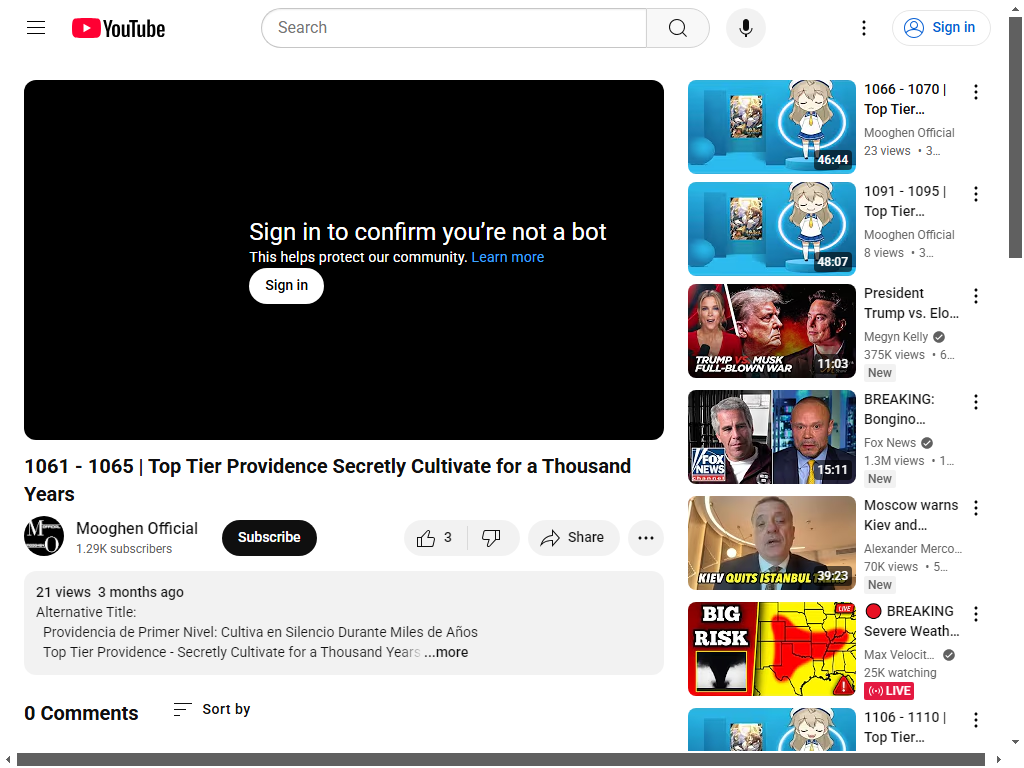 YouTube
Search
Sign in
Sign in to confirm you’re not a bot
This helps protect our community. Learn more
Sign in
1061 - 1065 | Top Tier Providence Secretly Cultivate for a Thousand
Years
Mooghen Official
1.29K subscribers
Subscribe
3
Share
21 views 3 months ago
Alternative Title:
Providencia de Primer Nivel: Cultiva en Silencio Durante Miles de Años
Top Tier Providence - Secretly Cultivate for a Thousand Years ...more
0 Comments
Sort by
46:44
1066 - 1070 |
Top Tier...
Mooghen Official
23 views • 3...
48:07
1091 - 1095 |
Top Tier...
Mooghen Official
8 views • 3...
TRUMP VS. MUSK
FULL-BLOWN WAR
11:03
President
Trump vs. Elo...
Megyn Kelly
375K views • 6...
New
FOX
NEWS
channel
15:11
BREAKING:
Bongino...
Fox News
1.3M views • 1...
New
KIEV QUITS ISTANBUL
39:23
Moscow warns
Kiev and...
Alexander Merco...
70K views • 5...
New
BIG
RISK
LIVE
BREAKING
Severe Weath...
Max Velocit...
25K watching
LIVE
1106 - 1110 |
Top Tier...